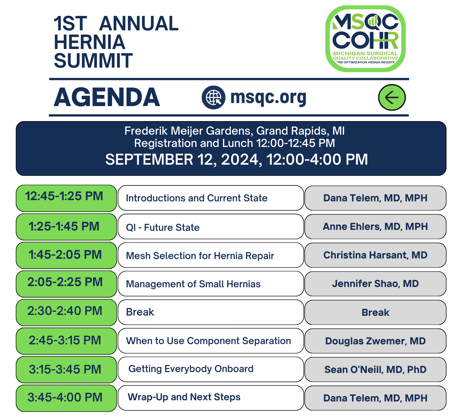 1ST ANNUAL
HERNIA
SUMMIT
MSQC
COHR
MICHIGAN SURGICAL
QUALITY COLLABORATIVE
AGENDA
msqc.org
Frederik Meijer Gardens, Grand Rapids, MI
Registration and Lunch 12:00-12:45 PM
SEPTEMBER 12, 2024, 12:00-4:00 PM
12:45-1:25 PM Introductions and Current State Dana Telem, MD, MPH
1:25-1:45 PM QI - Future State Anne Ehlers, MD, MPH
1:45-2:05 PM Mesh Selection for Hernia Repair Christina Harsant, MD
2:05-2:25 PM Management of Small Hernias Jennifer Shao, MD
2:30-2:40 PM Break Break
2:45-3:15 PM When to Use Component Separation Douglas Zwemer, MD
3:15-3:45 PM Getting Everybody Onboard Sean O'Neill, MD, PhD
3:45-4:00 PM Wrap-Up and Next Steps Dana Telem, MD, MPH